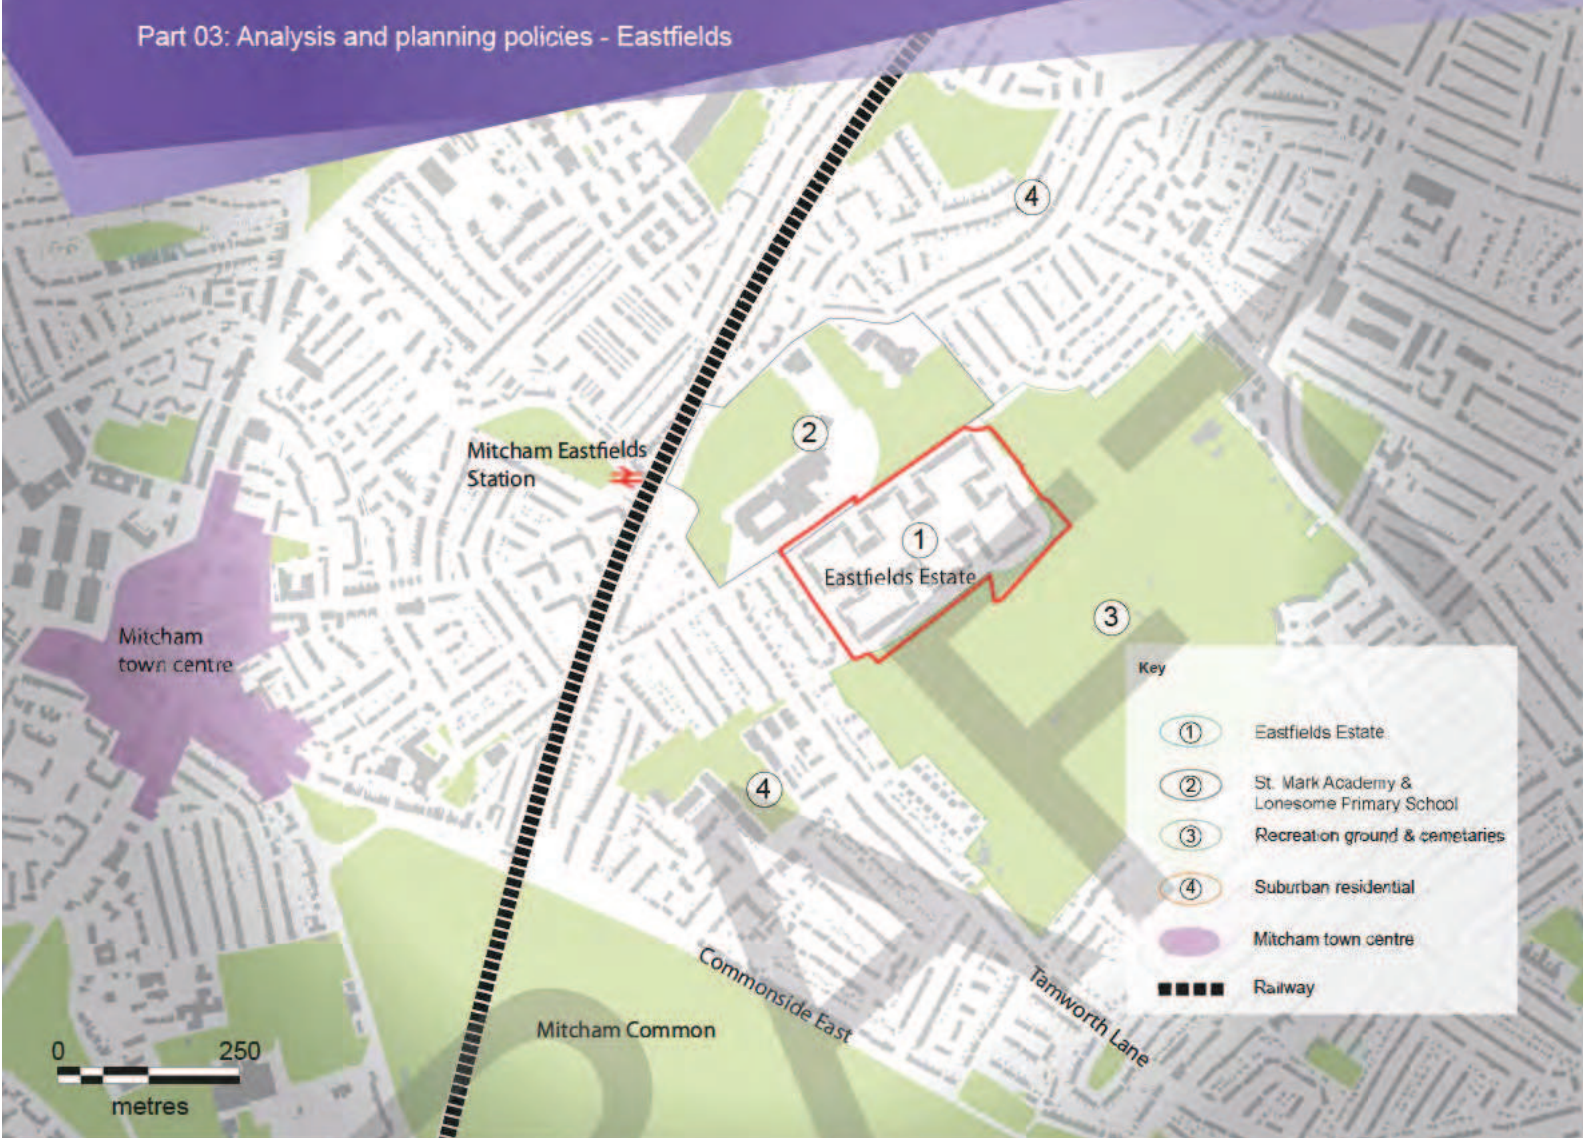 Part 03: Analysis and planning policies - Eastfields
4
2
Mitcham Eastfields
Station
1
Eastfields Estate
3
Mitcham
town centre
4
Key
1 Eastfields Estate
2 St. Mark Academy &
Lonesome Primary School
3 Recreation ground & cemetaries
4 Suburban residential
Mitcham town centre
Railway
Commonside East
Tamworth Lane
Mitcham Common
0 250
metres